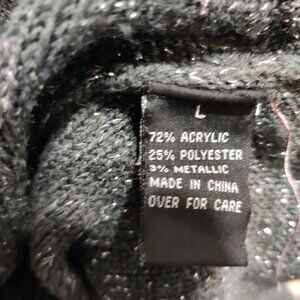 L
72% ACRYLIC
25% POLYESTER
3% METALLIC
MADE IN CHINA
OVER FOR CARE